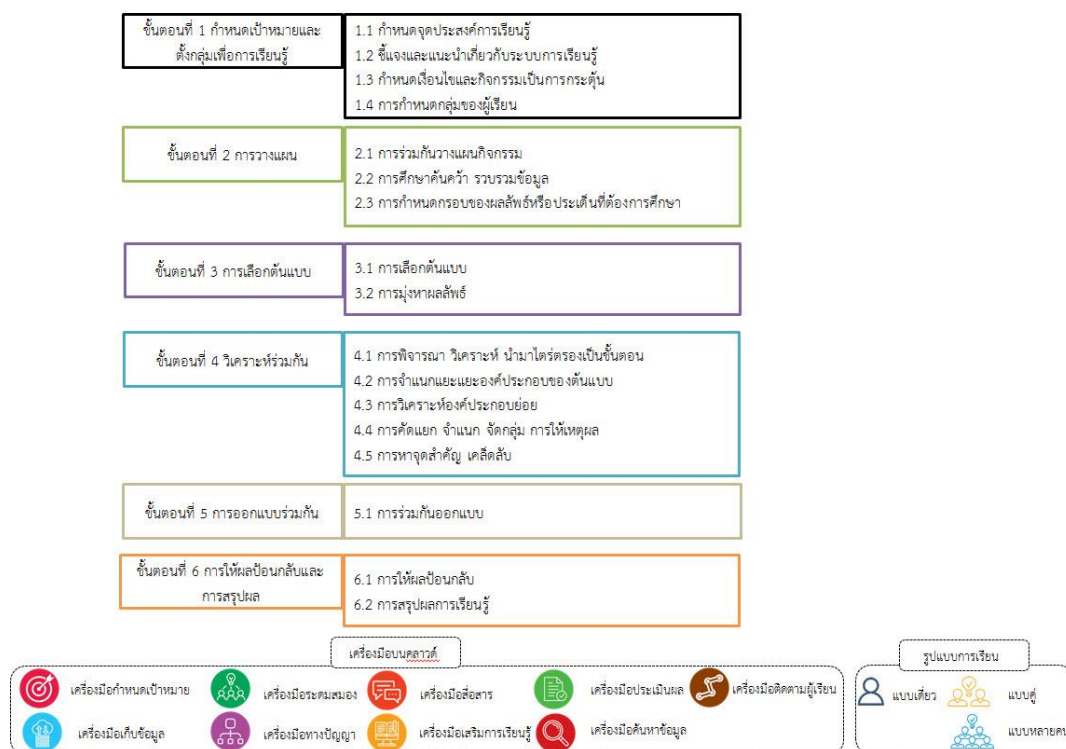 ขั้นตอนที่ 1 กำหนดเป้าหมายและ
ตั้งกลุ่มเพื่อการเรียนรู้
1.1 กำหนดจุดประสงค์การเรียนรู้
1.2 ชี้แจงและแนะนำเกี่ยวกับระบบการเรียนรู้
1.3 กำหนดเงื่อนไขและกิจกรรมเป็นการกระตุ้น
1.4 การกำหนดกลุ่มของผู้เรียน
ขั้นตอนที่ 2 การวางแผน
2.1 การร่วมกันวางแผนกิจกรรม
2.2 การศึกษาค้นคว้า รวบรวมข้อมูล
2.3 การกำหนดกรอบของผลลัพธ์หรือประเด็นที่ต้องการศึกษา
ขั้นตอนที่ 3 การเลือกต้นแบบ
3.1 การเลือกต้นแบบ
3.2 การมุ่งหาผลลัพธ์
ขั้นตอนที่ 4 วิเคราะห์ร่วมกัน
4.1 การพิจารณา วิเคราะห์ นำมาไตร่ตรองเป็นขั้นตอน
4.2 การจำแนกแยะแยะองค์ประกอบของต้นแบบ
4.3 การวิเคราะห์องค์ประกอบย่อย
4.4 การคัดแยก จำแนก จัดกลุ่ม การให้เหตุผล
4.5 การหาจุดสำคัญ เคล็ดลับ
ขั้นตอนที่ 5 การออกแบบร่วมกัน
5.1 การร่วมกันออกแบบ
ขั้นตอนที่ 6 การให้ผลป้อนกลับและ
การสรุปผล
6.1 การให้ผลป้อนกลับ
6.2 การสรุปผลการเรียนรู้
เครื่องมือบนคลาวด์
เครื่องมือกำหนดเป้าหมาย
เครื่องมือระดมสมอง
เครื่องมือสื่อสาร
เครื่องมือประเมินผล
เครื่องมือติดตามผู้เรียน
เครื่องมือเก็บข้อมูล
เครื่องมือทางปัญญา
เครื่องมือเสริมการเรียนรู้
เครื่องมือค้นหาข้อมูล
รูปแบบการเรียน
แบบเดี่ยว
แบบคู่
แบบหลายคน